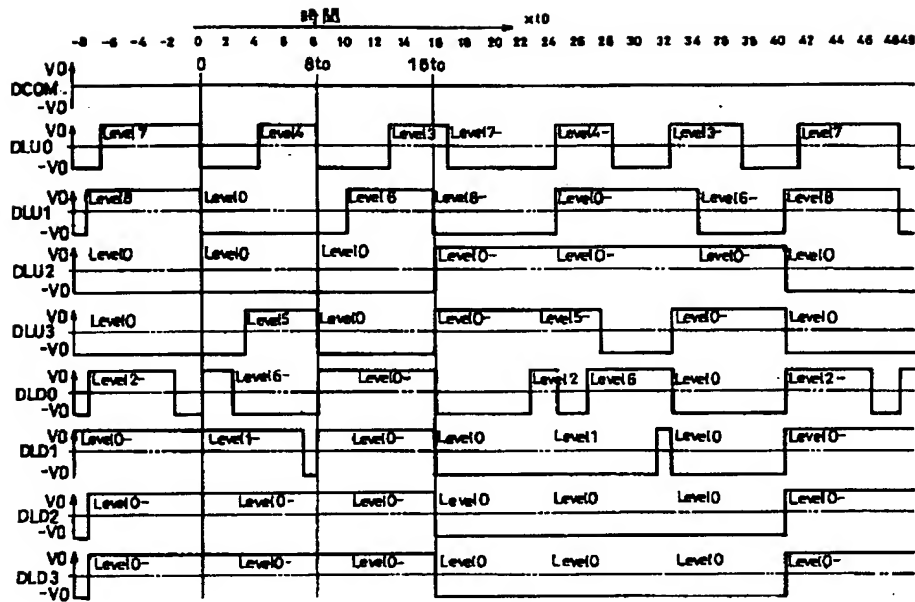 時間 ×t0
-8 -6 -4 -2 0 2 4 6 8 10 12 14 16 18 20 22 24 26 28 30 32 34 36 38 40 42 44 46 48
0 8to 16to
V0
DCOM
-V0
V0 Level7 Level4 Level3 Level7- Level4- Level3- Level7
DLU0
-V0
V0 Level8 Level0 Level6 Level8- Level0- Level6- Level8
DLU1
-V0
V0 Level0 Level0 Level0 Level0- Level0- Level0- Level0
DLU2
-V0
V0 Level0 Level5 Level0 Level0- Level5- Level0- Level0
DLU3
-V0
V0 Level2- Level6- Level0- Level2 Level6 Level0 Level2-
DLD0
-V0
V0 Level0- Level1- Level0- Level0 Level1 Level0 Level0-
DLD1
-V0
V0 Level0- Level0- Level0- Level0 Level0 Level0 Level0-
DLD2
-V0
V0 Level0- Level0- Level0- Level0 Level0 Level0 Level0-
DLD3
-V0